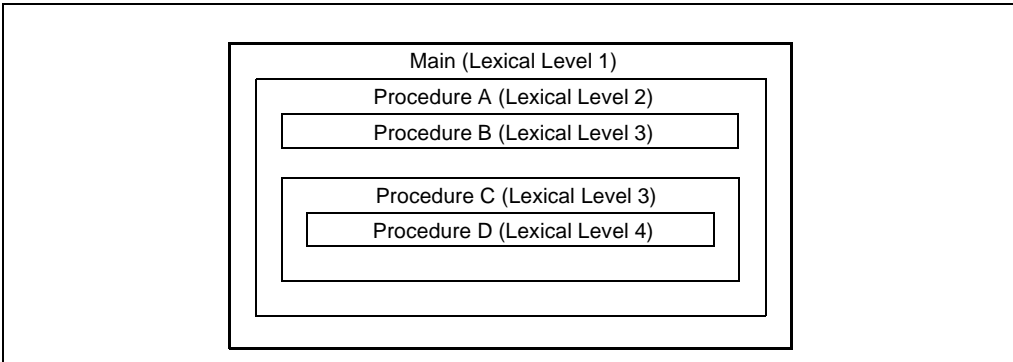 Main (Lexical Level 1)
Procedure A (Lexical Level 2)
Procedure B (Lexical Level 3)
Procedure C (Lexical Level 3)
Procedure D (Lexical Level 4)